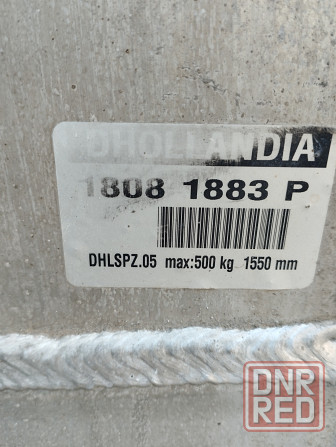 DHOLLANDIA
1808 1883 P
DHLSPZ.05 max:500 kg 1550 mm
DNR
RED